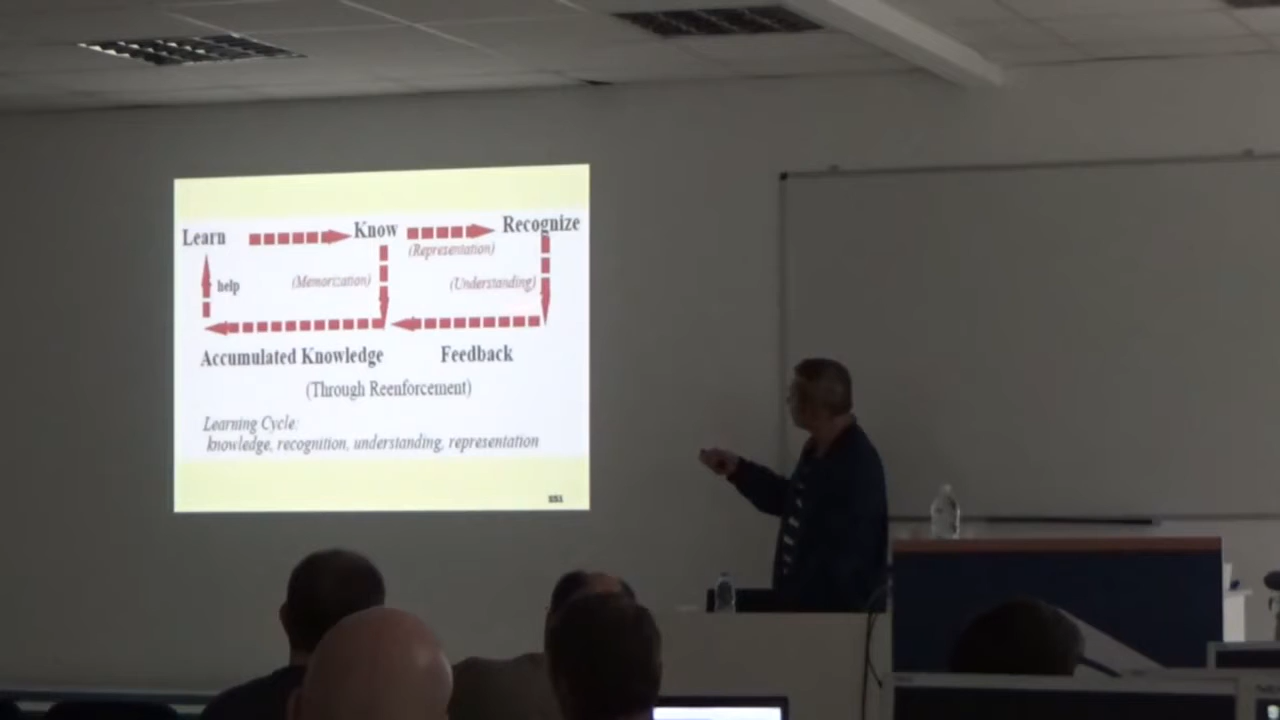 Learn
Know
Recognize
(Representation)
help
(Memorization)
(Understanding)
Accumulated Knowledge
Feedback
(Through Reenforcement)
Learning Cycle:
knowledge, recognition, understanding, representation